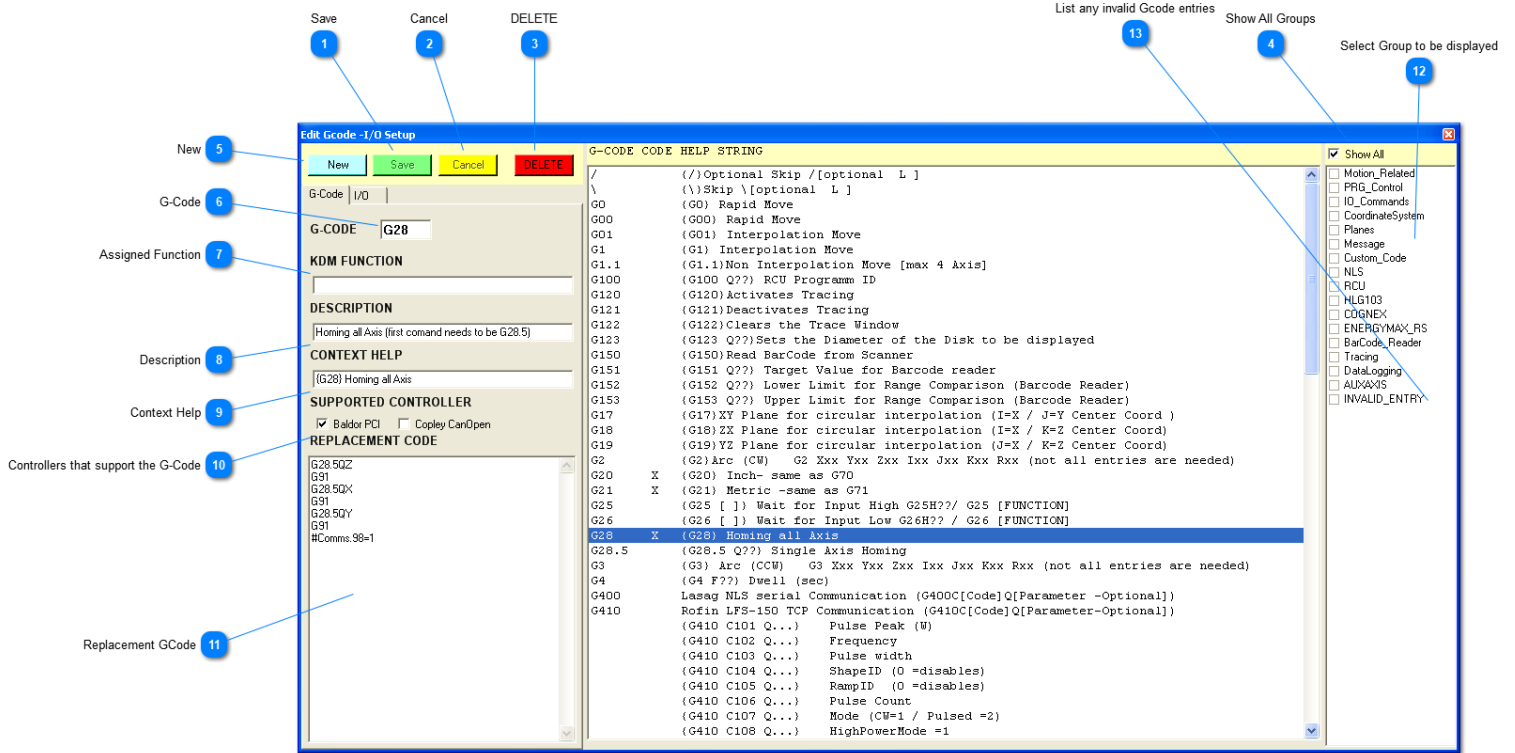 List any invalid Gcode entries
Save
Cancel
DELETE
Show All Groups
1
2
3
13
4
Select Group to be displayed
12
Edit Gcode -I/O Setup
New
5
New
Save
Cancel
DELETE
G-CODE CODE HELP STRING
Show All
G-Code
I/O
G-Code
6
G-CODE
G28
Assigned Function
7
KDM FUNCTION
DESCRIPTION
Homing all Axis (first comand needs to be G28.5)
Description
8
CONTEXT HELP
{G28} Homing all Axis
Context Help
9
SUPPORTED CONTROLLER
Baldor PCI
Copley CanOpen
Controllers that support the G-Code
10
REPLACEMENT CODE
G28.5QZ
G91
G28.5QX
G91
G28.5QY
G91
#Comms.98=1
Replacement GCode
11
/ {/}Optional Skip /[optional L ]
\ {\}Skip \[optional L ]
G0 {G0} Rapid Move
G00 {G00} Rapid Move
G01 {G01} Interpolation Move
G1 {G1} Interpolation Move
G1.1 {G1.1}Non Interpolation Move [max 4 Axis]
G100 {G100 Q??} RCU Programm ID
G120 {G120}Activates Tracing
G121 {G121}Deactivates Tracing
G122 {G122}Clears the Trace Window
G123 {G123 Q??}Sets the Diameter of the Disk to be displayed
G150 {G150}Read BarCode from Scanner
G151 {G151 Q??} Target Value for Barcode reader
G152 {G152 Q??} Lower Limit for Range Comparison (Barcode Reader)
G153 {G153 Q??} Upper Limit for Range Comparison (Barcode Reader)
G17 {G17}XY Plane for circular interpolation (I=X / J=Y Center Coord )
G18 {G18}ZX Plane for circular interpolation (I=X / K=Z Center Coord)
G19 {G19}YZ Plane for circular interpolation (J=X / K=Z Center Coord)
G2 {G2}Arc (CW) G2 Xxx Yxx Zxx Ixx Jxx Kxx Rxx (not all entries are needed)
G20 X {G20} Inch- same as G70
G21 X {G21} Metric -same as G71
G25 {G25 [ ]} Wait for Input High G25H??/ G25 [FUNCTION]
G26 {G26 [ ]} Wait for Input Low G26H?? / G26 [FUNCTION]
G28 X {G28} Homing all Axis
G28.5 {G28.5 Q??} Single Axis Homing
G3 {G3} Arc (CCW) G3 Xxx Yxx Zxx Ixx Jxx Kxx Rxx (not all entries are needed)
G4 {G4 F??} Dwell (sec)
G400 Lasag NLS serial Communication (G400C[Code]Q[Parameter -Optional])
G410 Rofin LFS-150 TCP Communication (G410C[Code]Q[Parameter-Optional])
{G410 C101 Q...} Pulse Peak (W)
{G410 C102 Q...} Frequency
{G410 C103 Q...} Pulse width
{G410 C104 Q...} ShapeID (0 =disables)
{G410 C105 Q...} RampID (0 =disables)
{G410 C106 Q...} Pulse Count
{G410 C107 Q...} Mode (CW=1 / Pulsed =2)
{G410 C108 Q...} HighPowerMode =1
Motion_Related
PRG_Control
IO_Commands
CoordinateSystem
Planes
Message
Custom_Code
NLS
RCU
HLG103
COGNEX
ENERGYMAX_RS
BarCode_Reader
Tracing
DataLogging
AUXAXIS
INVALID_ENTRY